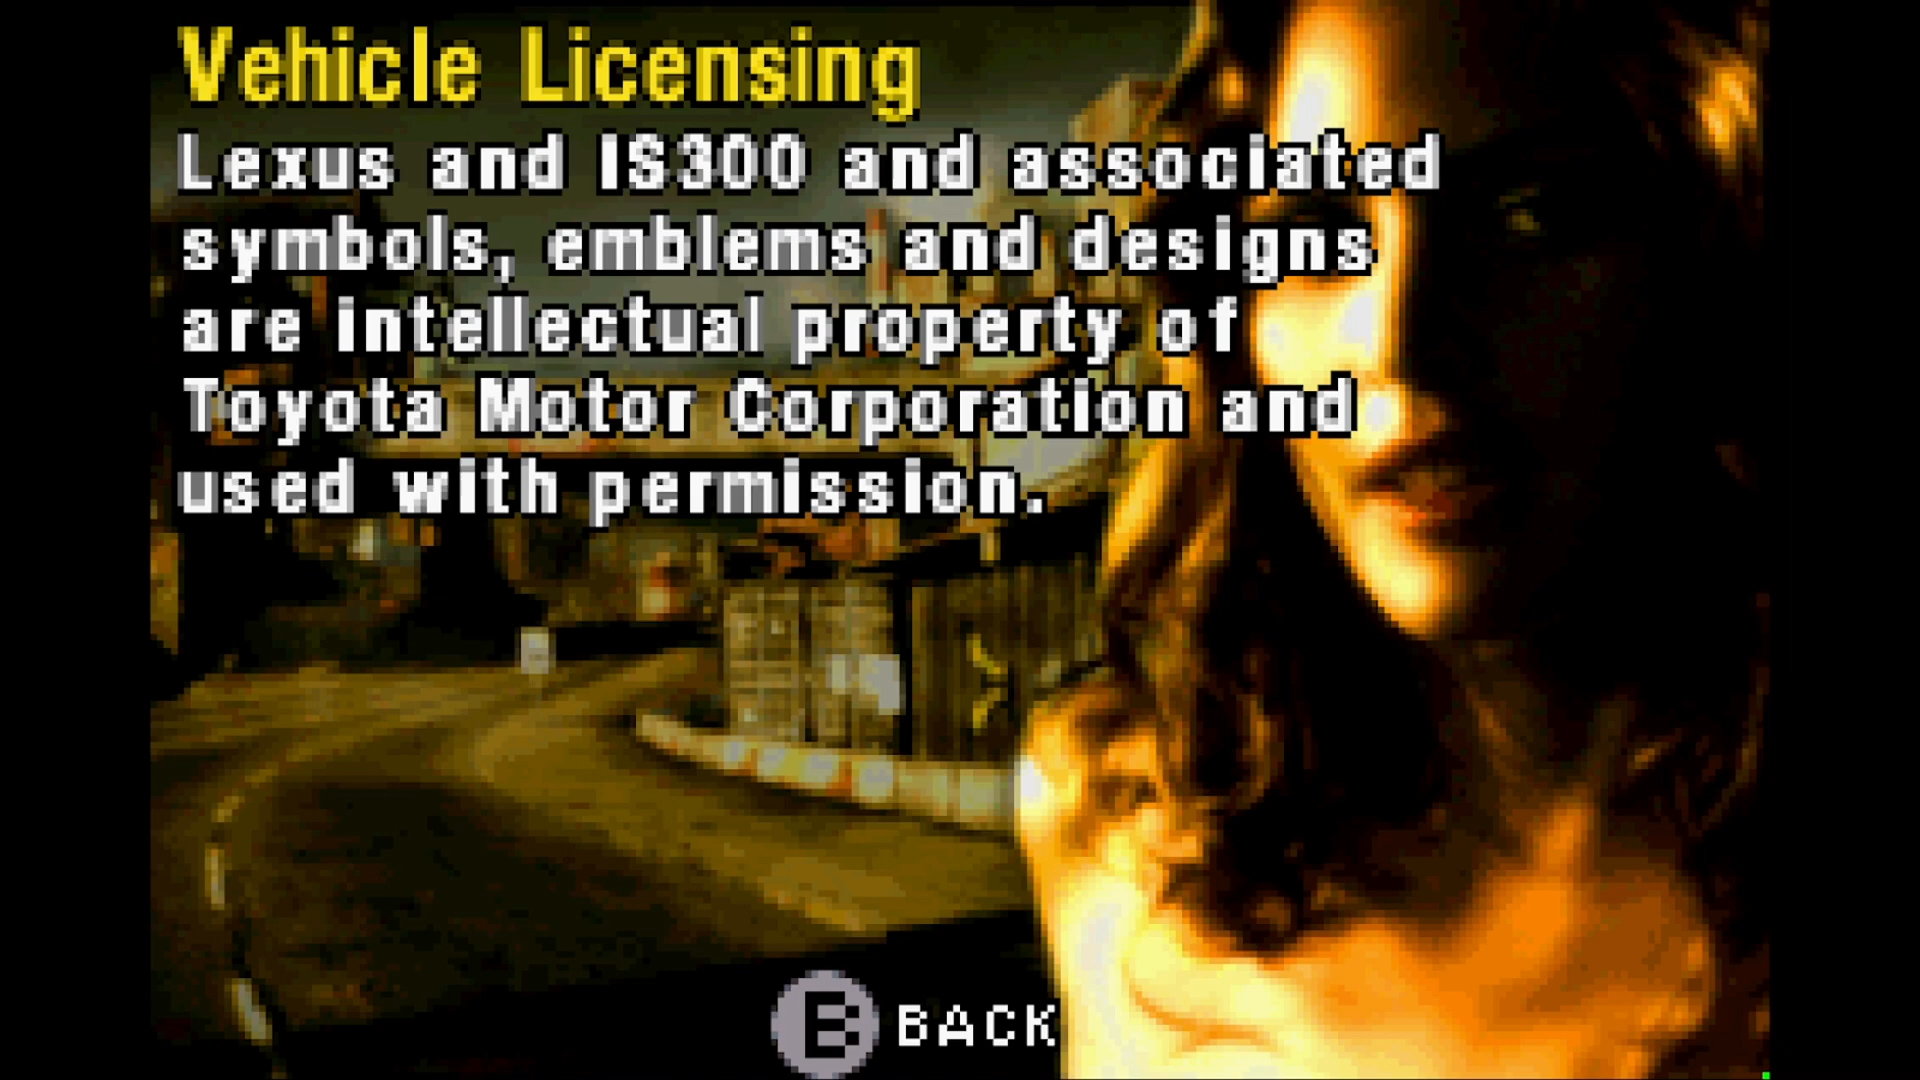 Vehicle Licensing
Lexus and IS300 and associated
symbols, emblems and designs
are intellectual property of
Toyota Motor Corporation and
used with permission.
B BACK